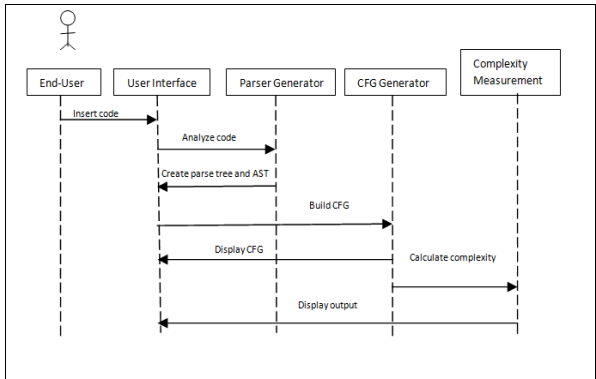 Complexity
Measurement
End-User
User Interface
Parser Generator
CFG Generator
Insert code
Analyze code
Create parse tree and AST
Build CFG
Display CFG
Calculate complexity
Display output